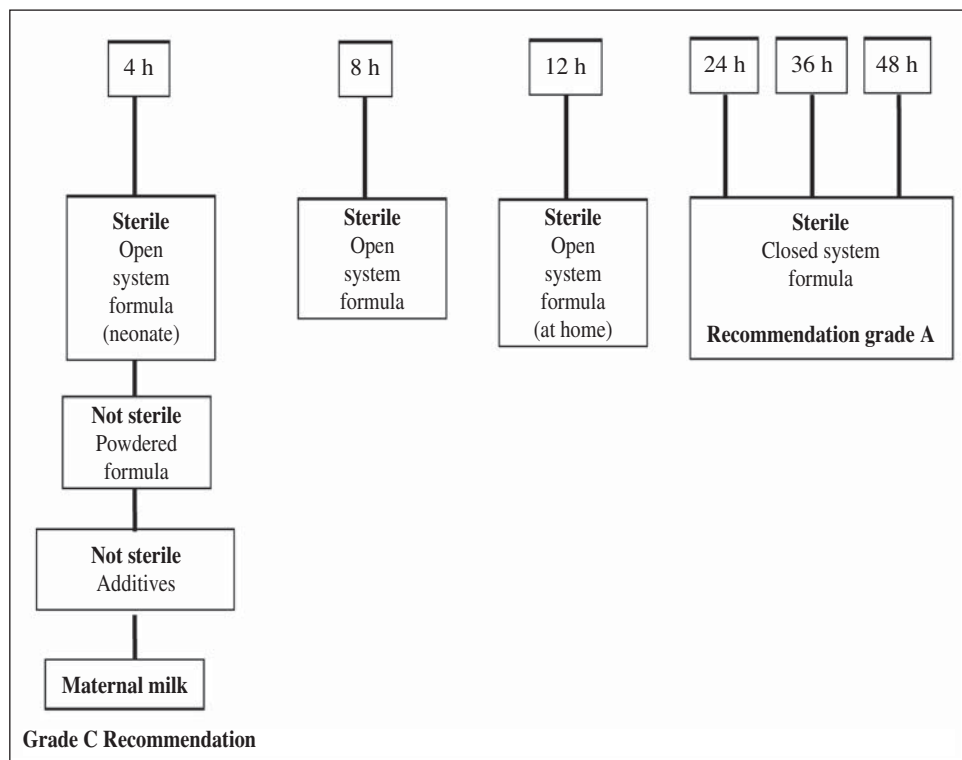 4 h
8 h
12 h
24 h
36 h
48 h
Sterile
Open
system
formula
(neonate)
Sterile
Open
system
formula
Sterile
Open
system
formula
(at home)
Sterile
Closed system
formula
Recommendation grade A
Not sterile
Powdered
formula
Not sterile
Additives
Maternal milk
Grade C Recommendation